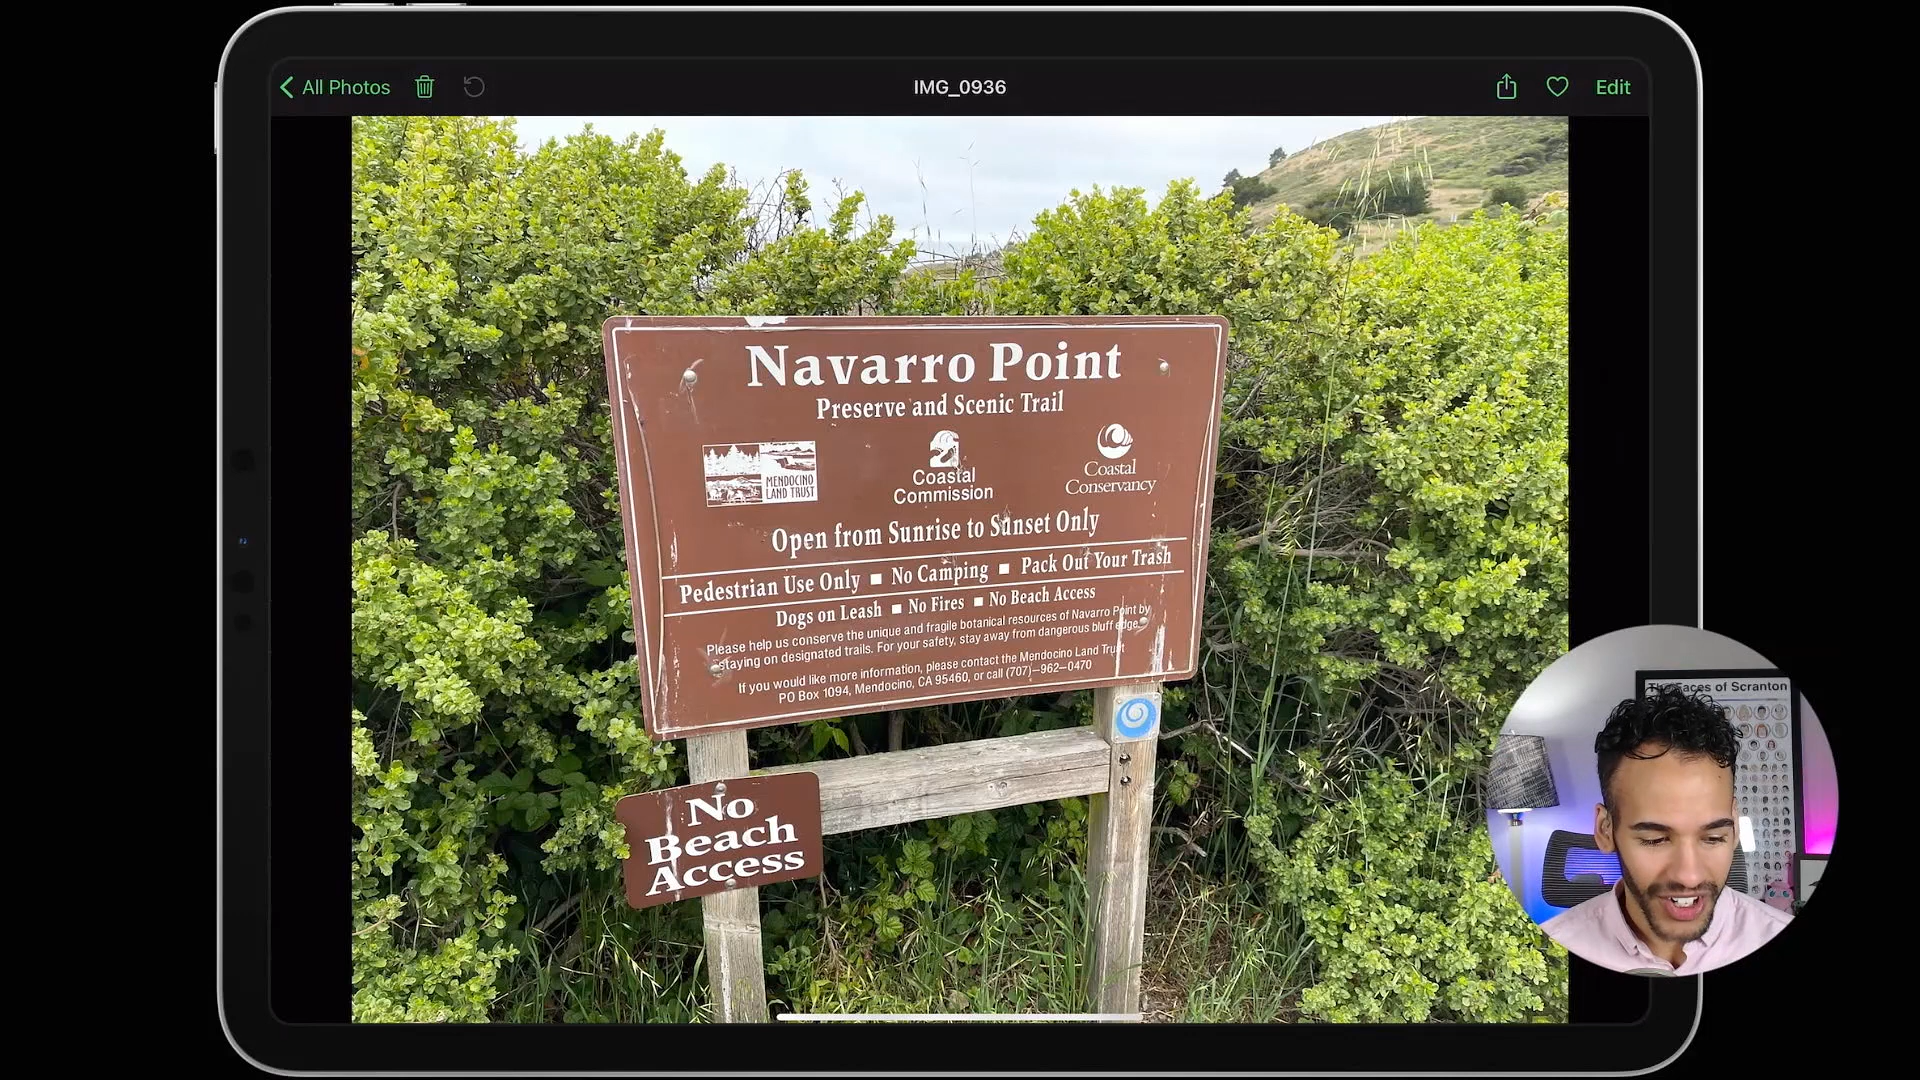 All Photos
IMG_0936
Edit
Navarro Point
Preserve and Scenic Trail
MENDOCINO
LAND TRUST
Coastal
Commission
Coastal
Conservancy
Open from Sunrise to Sunset Only
Pedestrian Use Only ■ No Camping ■ Pack Out Your Trash
Dogs on Leash ■ No Fires ■ No Beach Access
Please help us conserve the unique and fragile botanical resources of Navarro Point by
staying on designated trails. For your safety, stay away from dangerous bluff edge.
If you would like more information, please contact the Mendocino Land Trust
PO Box 1094, Mendocino, CA 95460, or call (707)–962–0470
No
Beach
Access
The Faces of Scranton